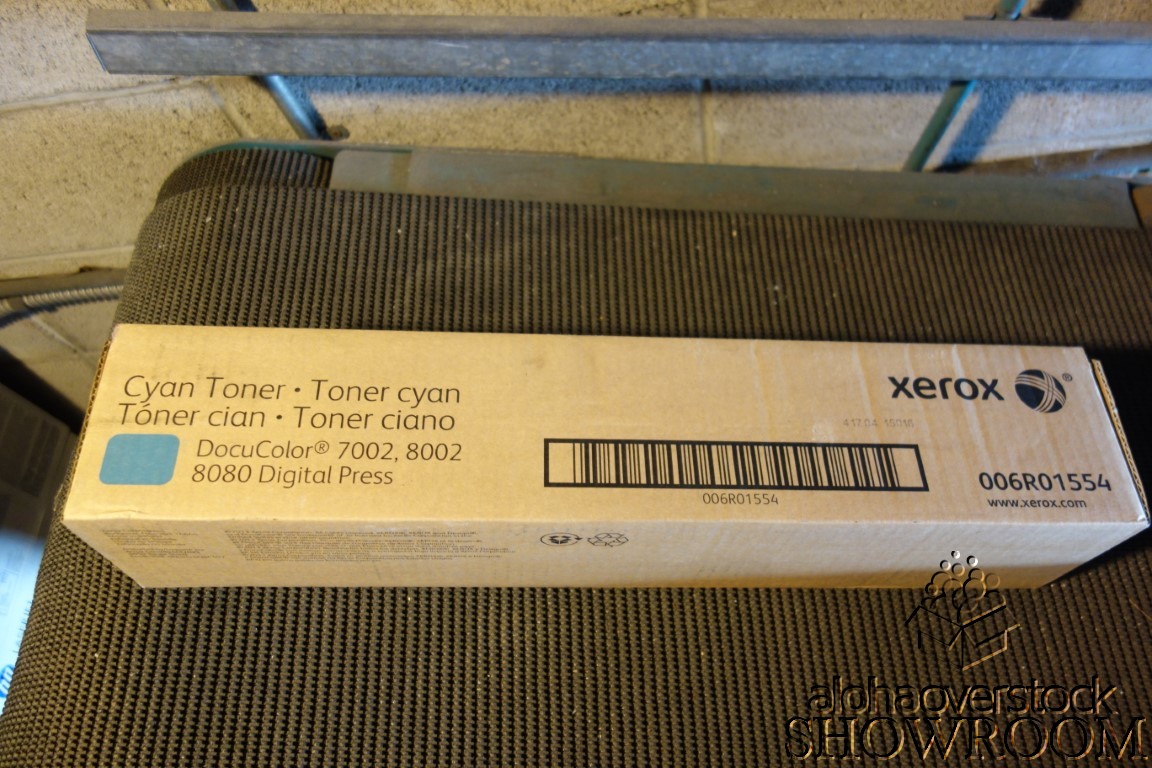 Cyan Toner • Toner cyan
Tóner cian • Toner ciano
DocuColor® 7002, 8002
8080 Digital Press
xerox ®
006R01554
006R01554
www.xerox.com
alphaoverstock
SHOWROOM